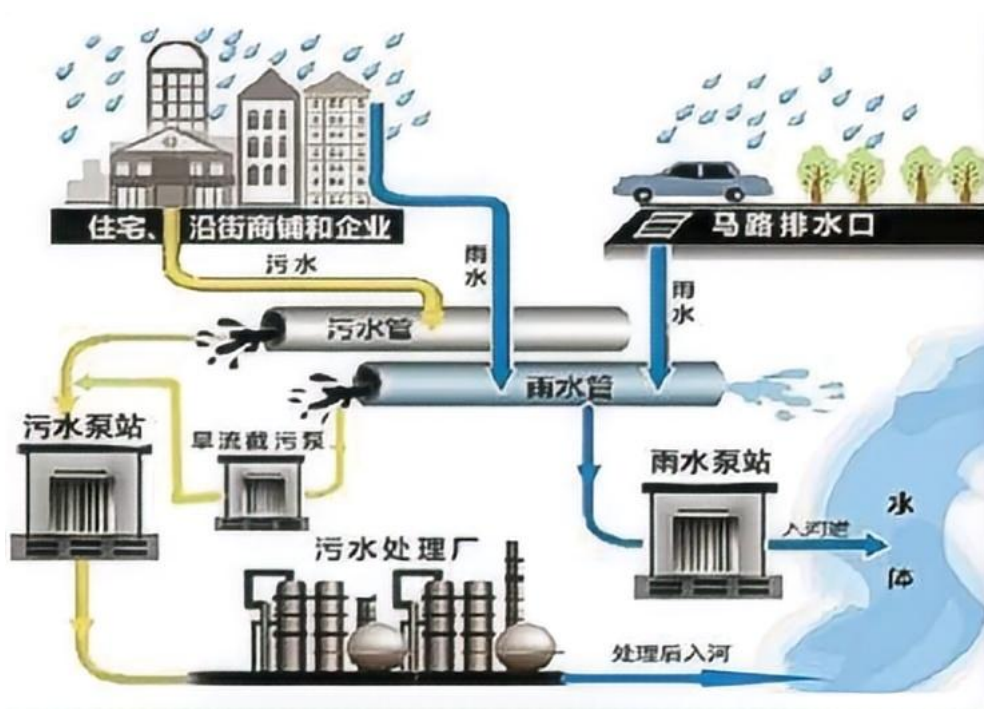 住宅、沿街商铺和企业
马路排水口
污水
雨水
雨水
污水管
雨水管
污水泵站
旱流截污泵
雨水泵站
入河道
水体
污水处理厂
处理后入河